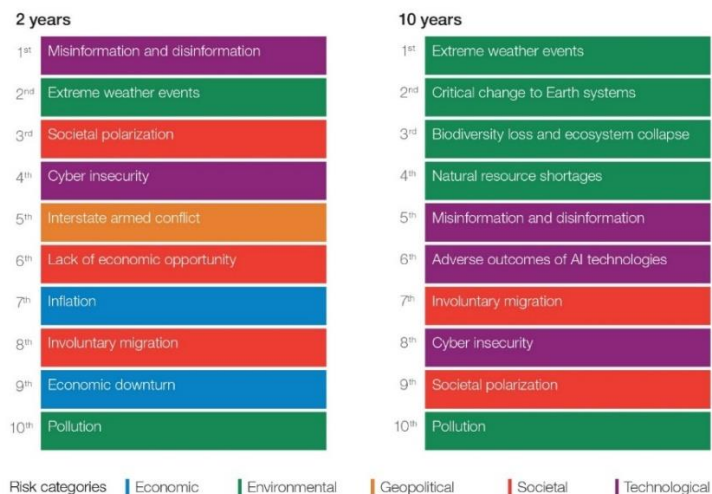 2 years
1st Misinformation and disinformation
2nd Extreme weather events
3rd Societal polarization
4th Cyber insecurity
5th Interstate armed conflict
6th Lack of economic opportunity
7th Inflation
8th Involuntary migration
9th Economic downturn
10th Pollution
10 years
1st Extreme weather events
2nd Critical change to Earth systems
3rd Biodiversity loss and ecosystem collapse
4th Natural resource shortages
5th Misinformation and disinformation
6th Adverse outcomes of AI technologies
7th Involuntary migration
8th Cyber insecurity
9th Societal polarization
10th Pollution
Risk categories Economic Environmental Geopolitical Societal Technological